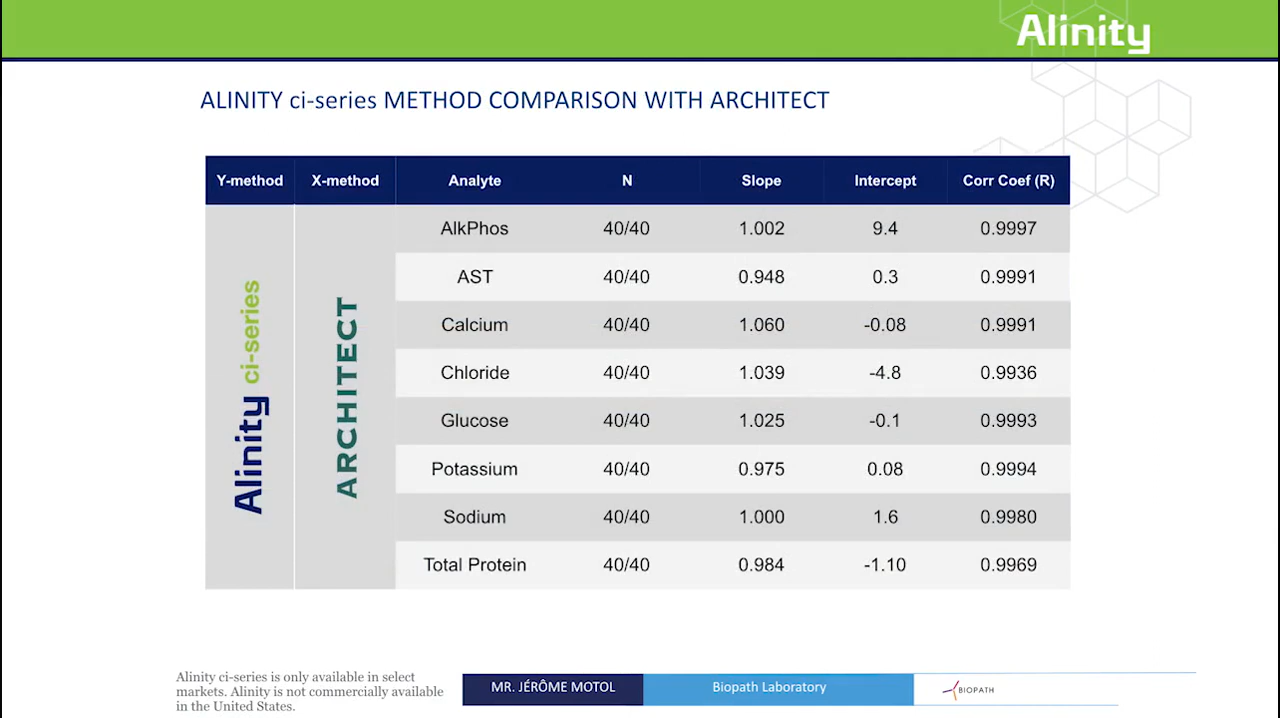 Alinity
ALINITY ci-series METHOD COMPARISON WITH ARCHITECT
Y-method X-method Analyte N Slope Intercept Corr Coef (R)
Alinity ci-series
ARCHITECT
AlkPhos 40/40 1.002 9.4 0.9997
AST 40/40 0.948 0.3 0.9991
Calcium 40/40 1.060 -0.08 0.9991
Chloride 40/40 1.039 -4.8 0.9936
Glucose 40/40 1.025 -0.1 0.9993
Potassium 40/40 0.975 0.08 0.9994
Sodium 40/40 1.000 1.6 0.9980
Total Protein 40/40 0.984 -1.10 0.9969
Alinity ci-series is only available in select
markets. Alinity is not commercially available
in the United States.
MR. JÉRÔME MOTOL
Biopath Laboratory
BIOPATH